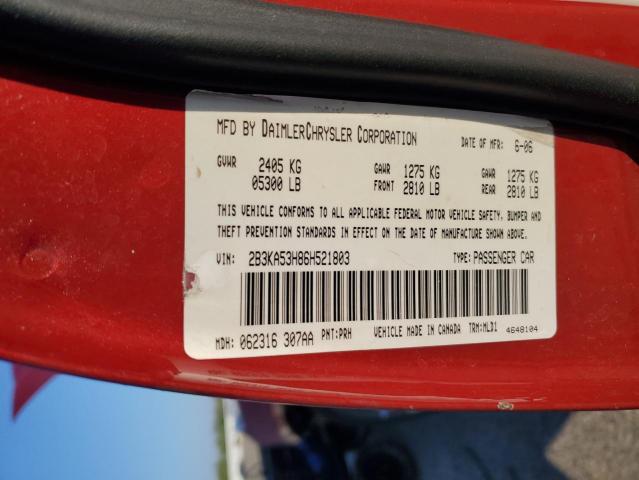 MFD BY DAIMLERCHRYSLER CORPORATION DATE OF MFR: 6-06
GVWR 2405 KG GAWR 1275 KG GAWR 1275 KG
05300 LB FRONT 2810 LB REAR 2810 LB
THIS VEHICLE CONFORMS TO ALL APPLICABLE FEDERAL MOTOR VEHICLE SAFETY, BUMPER AND
THEFT PREVENTION STANDARDS IN EFFECT ON THE DATE OF MANUFACTURE SHOWN ABOVE.
VIN: 2B3KA53H86H521803 TYPE: PASSENGER CAR
MDH: 062316 307AA PNT: PRH VEHICLE MADE IN CANADA TRM: MLD1 4648104